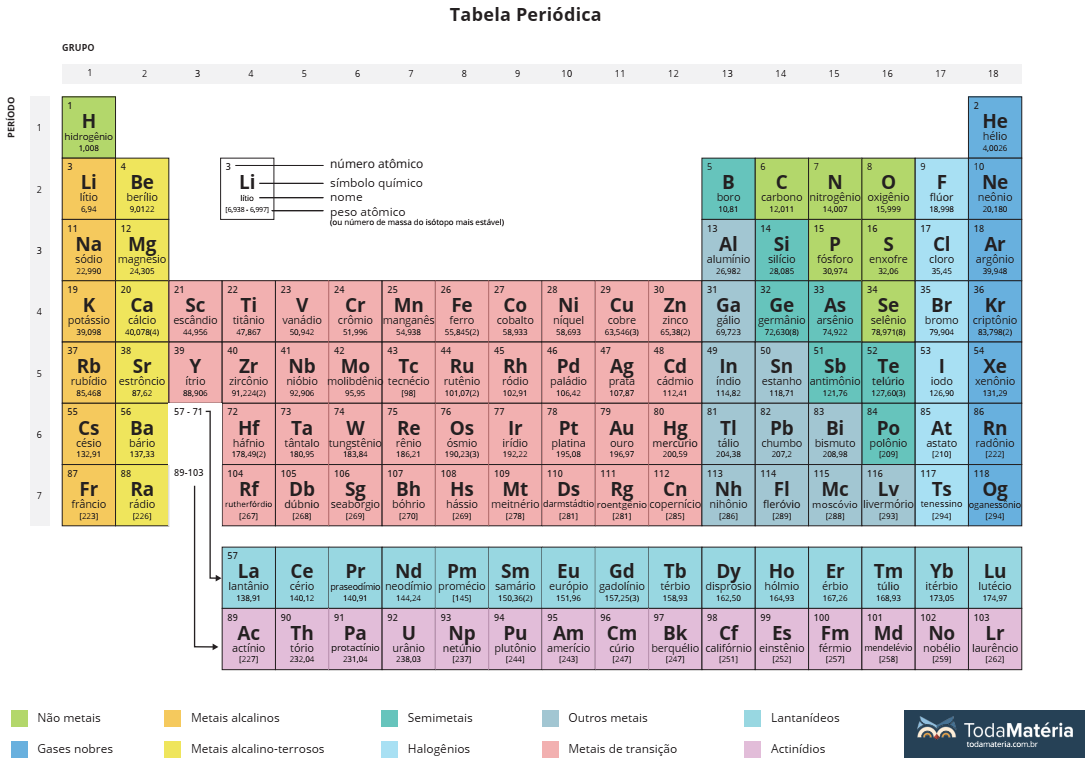 Tabela Periódica
GRUPO
1 2 3 4 5 6 7 8 9 10 11 12 13 14 15 16 17 18
PERÍODO
1 2
1 H He
hidrogênio hélio
1,008 4,0026
3 4 5 6 7 8 9 10
2 Li Be B C N O F Ne
lítio berílio boro carbono nitrogênio oxigênio flúor neônio
6,94 9,0122 10,81 12,011 14,007 15,999 18,998 20,180
3 número atômico
Li símbolo químico
lítio nome
[6,938 - 6,997] peso atômico
(ou número de massa do isótopo mais estável)
11 12 13 14 15 16 17 18
3 Na Mg Al Si P S Cl Ar
sódio magnésio alumínio silício fósforo enxofre cloro argônio
22,990 24,305 26,982 28,085 30,974 32,06 35,45 39,948
19 20 21 22 23 24 25 26 27 28 29 30 31 32 33 34 35 36
4 K Ca Sc Ti V Cr Mn Fe Co Ni Cu Zn Ga Ge As Se Br Kr
potássio cálcio escândio titânio vanádio crômio manganês ferro cobalto níquel cobre zinco gálio germânio arsênio selênio bromo criptônio
39,098 40,078(4) 44,956 47,867 50,942 51,996 54,938 55,845(2) 58,933 58,693 63,546(3) 65,38(2) 69,723 72,630(8) 74,922 78,971(8) 79,904 83,798(2)
37 38 39 40 41 42 43 44 45 46 47 48 49 50 51 52 53 54
5 Rb Sr Y Zr Nb Mo Tc Ru Rh Pd Ag Cd In Sn Sb Te I Xe
rubídio estrôncio ítrio zircônio nióbio molibdênio tecnécio rutênio ródio paládio prata cádmio índio estanho antimônio telúrio iodo xenônio
85,468 87,62 88,906 91,224(2) 92,906 95,95 [98] 101,07(2) 102,91 106,42 107,87 112,41 114,82 118,71 121,76 127,60(3) 126,90 131,29
55 56 57 - 71 72 73 74 75 76 77 78 79 80 81 82 83 84 85 86
6 Cs Ba Hf Ta W Re Os Ir Pt Au Hg Tl Pb Bi Po At Rn
césio bário háfnio tântalo tungstênio rênio ósmio irídio platina ouro mercúrio tálio chumbo bismuto polônio astato radônio
132,91 137,33 178,49(2) 180,95 183,84 186,21 190,23(3) 192,22 195,08 196,97 200,59 204,38 207,2 208,98 [209] [210] [222]
87 88 89-103 104 105 106 107 108 109 110 111 112 113 114 115 116 117 118
7 Fr Ra Rf Db Sg Bh Hs Mt Ds Rg Cn Nh Fl Mc Lv Ts Og
frâncio rádio rutherfórdio dúbnio seabórgio bóhrio hássio meitnério darmstádtio roentgênio copernício nihônio fleróvio moscóvio livermório tenessino oganessônio
[223] [226] [267] [268] [269] [270] [269] [278] [281] [281] [285] [286] [289] [288] [293] [294] [294]
57
La Ce Pr Nd Pm Sm Eu Gd Tb Dy Ho Er Tm Yb Lu
lantânio cério praseodímio neodímio promécio samário európio gadolínio térbio disprósio hólmio érbio túlio itérbio lutécio
138,91 140,12 140,91 144,24 [145] 150,36(2) 151,96 157,25(3) 158,93 162,50 164,93 167,26 168,93 173,05 174,97
89 90 91 92 93 94 95 96 97 98 99 100 101 102 103
Ac Th Pa U Np Pu Am Cm Bk Cf Es Fm Md No Lr
actínio tório protactínio urânio netúnio plutônio amerício cúrio berquélio califórnio einstênio férmio mendelévio nobélio laurêncio
[227] 232,04 231,04 238,03 [237] [244] [243] [247] [247] [251] [252] [257] [258] [259] [262]
Não metais Metais alcalinos Semimetais Outros metais Lantanídeos
Gases nobres Metais alcalino-terrosos Halogênios Metais de transição Actinídios
TodaMatéria
todamateria.com.br